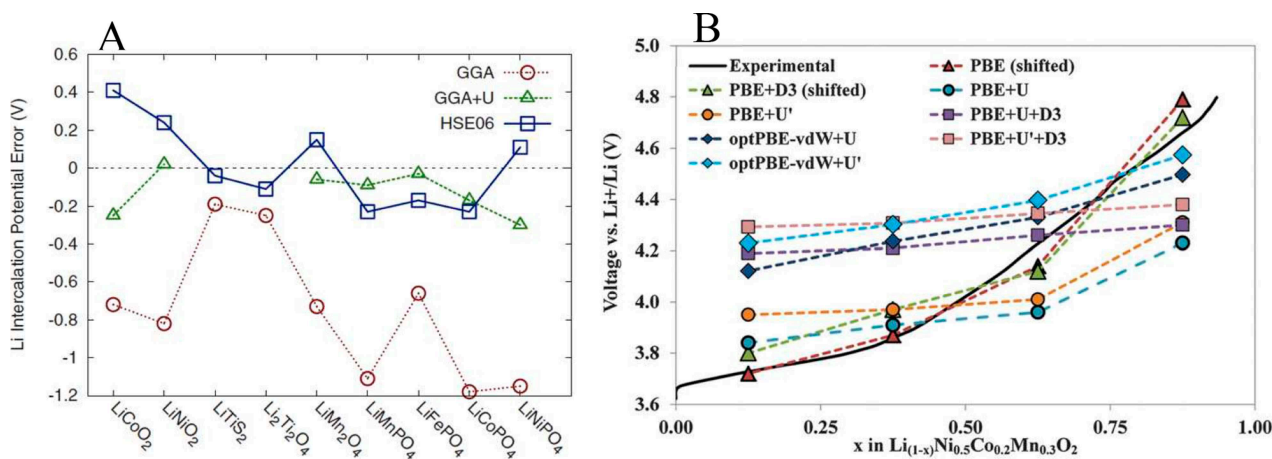 A
Li Intercalation Potential Error (V)
0.6
0.4
0.2
0
-0.2
-0.4
-0.6
-0.8
-1
-1.2
GGA
GGA+U
HSE06
LiCoO2
LiNiO2
LiTiS2
Li2Ti2O4
LiMn2O4
LiMnPO4
LiFePO4
LiCoPO4
LiNiPO4
B
Voltage vs. Li+/Li (V)
5.0
4.8
4.6
4.4
4.2
4.0
3.8
3.6
Experimental
PBE (shifted)
PBE+D3 (shifted)
PBE+U
PBE+U'
PBE+U+D3
optPBE-vdW+U
PBE+U'+D3
optPBE-vdW+U'
0.00 0.25 0.50 0.75 1.00
x in Li(1-x)Ni0.5Co0.2Mn0.3O2